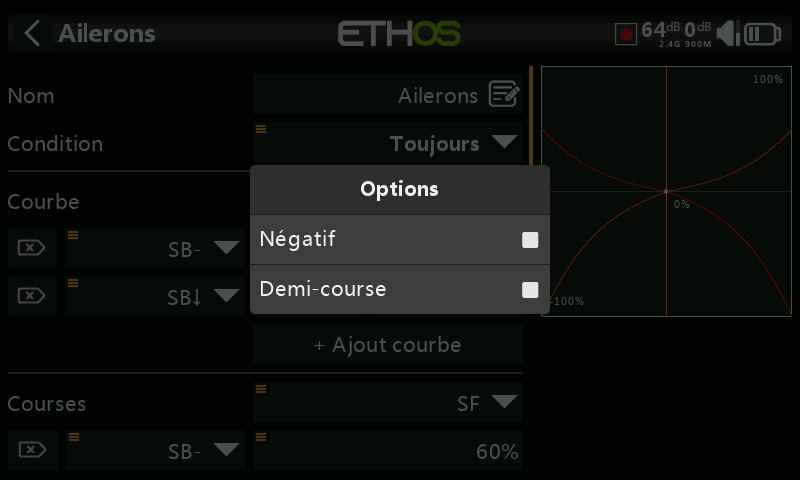 Ailerons
ETHOS
64dB 0dB
2.4G 900M
Nom
Ailerons
100%
Condition
Toujours
Options
Courbe
0%
Négatif
SB-
Demi-course
SB↓
-100%
+ Ajout courbe
Courses
SF
SB-
60%